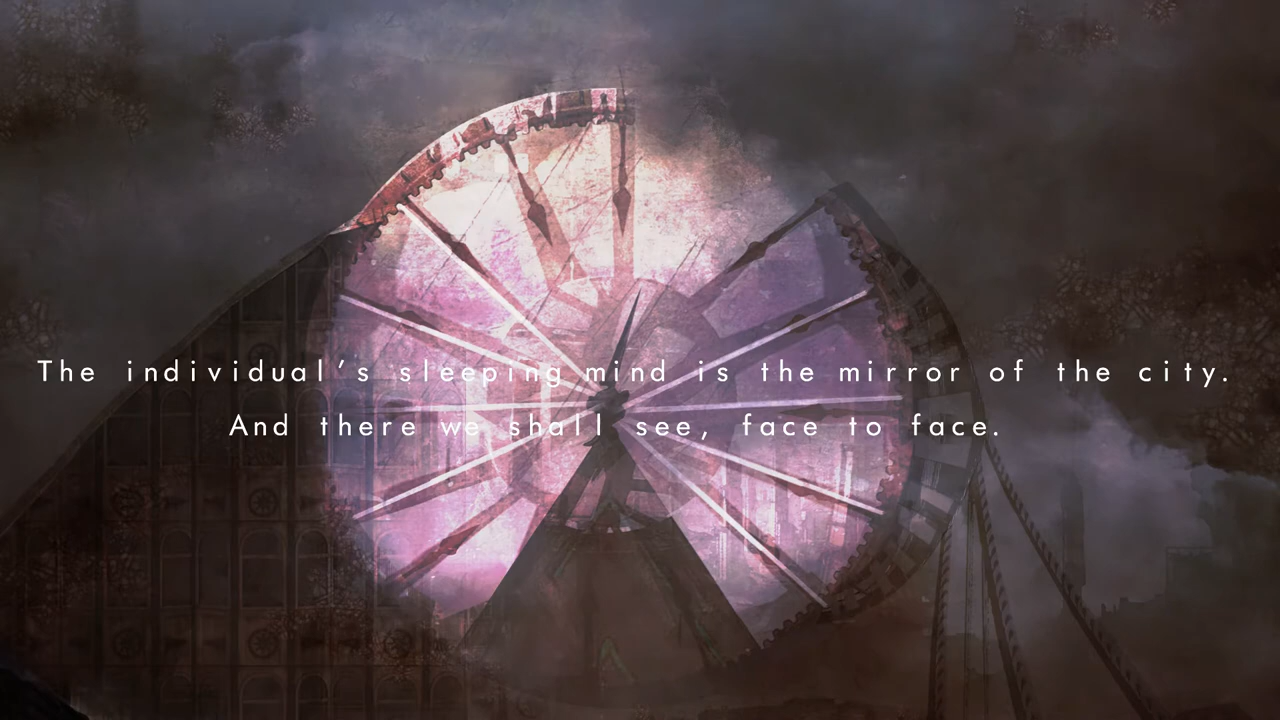 The individual’s sleeping mind is the mirror of the city.
And there we shall see, face to face.